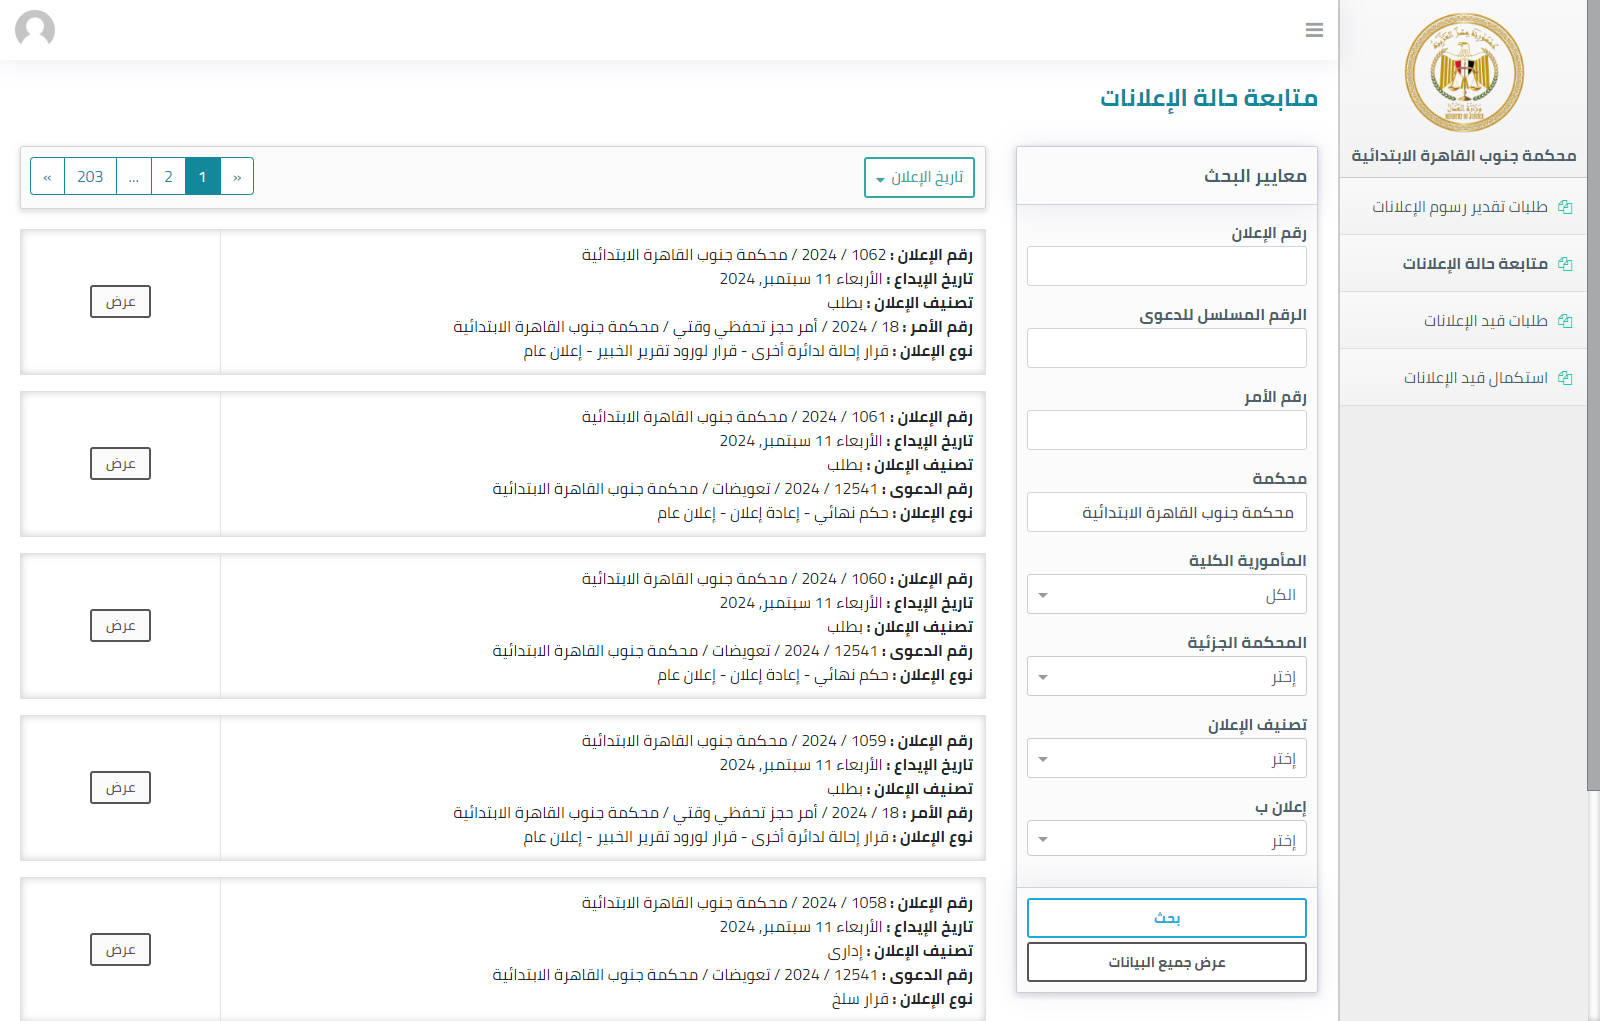 جمهورية مصر العربية
وزارة العدل
MINISTRY OF JUSTICE
محكمة جنوب القاهرة الابتدائية
طلبات تقدير رسوم الإعلانات
متابعة حالة الإعلانات
طلبات قيد الإعلانات
استكمال قيد الإعلانات
متابعة حالة الإعلانات
معايير البحث
رقم الإعلان
الرقم المسلسل للدعوى
رقم الأمر
محكمة
محكمة جنوب القاهرة الابتدائية
المأمورية الكلية
الكل
المحكمة الجزئية
إختر
تصنيف الإعلان
إختر
إعلان ب
إختر
بحث
عرض جميع البيانات
تاريخ الإعلان
« 1 2 ... 203 »
رقم الإعلان : 1062 / 2024 / محكمة جنوب القاهرة الابتدائية
تاريخ الإيداع : الأربعاء 11 سبتمبر, 2024
تصنيف الإعلان : بطلب
رقم الأمر : 18 / 2024 / أمر حجز تحفظي وقتي / محكمة جنوب القاهرة الابتدائية
نوع الإعلان : قرار إحالة لدائرة أخرى - قرار لورود تقرير الخبير - إعلان عام
عرض
رقم الإعلان : 1061 / 2024 / محكمة جنوب القاهرة الابتدائية
تاريخ الإيداع : الأربعاء 11 سبتمبر, 2024
تصنيف الإعلان : بطلب
رقم الدعوى : 12541 / 2024 / تعويضات / محكمة جنوب القاهرة الابتدائية
نوع الإعلان : حكم نهائي - إعادة إعلان - إعلان عام
عرض
رقم الإعلان : 1060 / 2024 / محكمة جنوب القاهرة الابتدائية
تاريخ الإيداع : الأربعاء 11 سبتمبر, 2024
تصنيف الإعلان : بطلب
رقم الدعوى : 12541 / 2024 / تعويضات / محكمة جنوب القاهرة الابتدائية
نوع الإعلان : حكم نهائي - إعادة إعلان - إعلان عام
عرض
رقم الإعلان : 1059 / 2024 / محكمة جنوب القاهرة الابتدائية
تاريخ الإيداع : الأربعاء 11 سبتمبر, 2024
تصنيف الإعلان : بطلب
رقم الأمر : 18 / 2024 / أمر حجز تحفظي وقتي / محكمة جنوب القاهرة الابتدائية
نوع الإعلان : قرار إحالة لدائرة أخرى - قرار لورود تقرير الخبير - إعلان عام
عرض
رقم الإعلان : 1058 / 2024 / محكمة جنوب القاهرة الابتدائية
تاريخ الإيداع : الأربعاء 11 سبتمبر, 2024
تصنيف الإعلان : إدارى
رقم الدعوى : 12541 / 2024 / تعويضات / محكمة جنوب القاهرة الابتدائية
نوع الإعلان : قرار سلخ
عرض